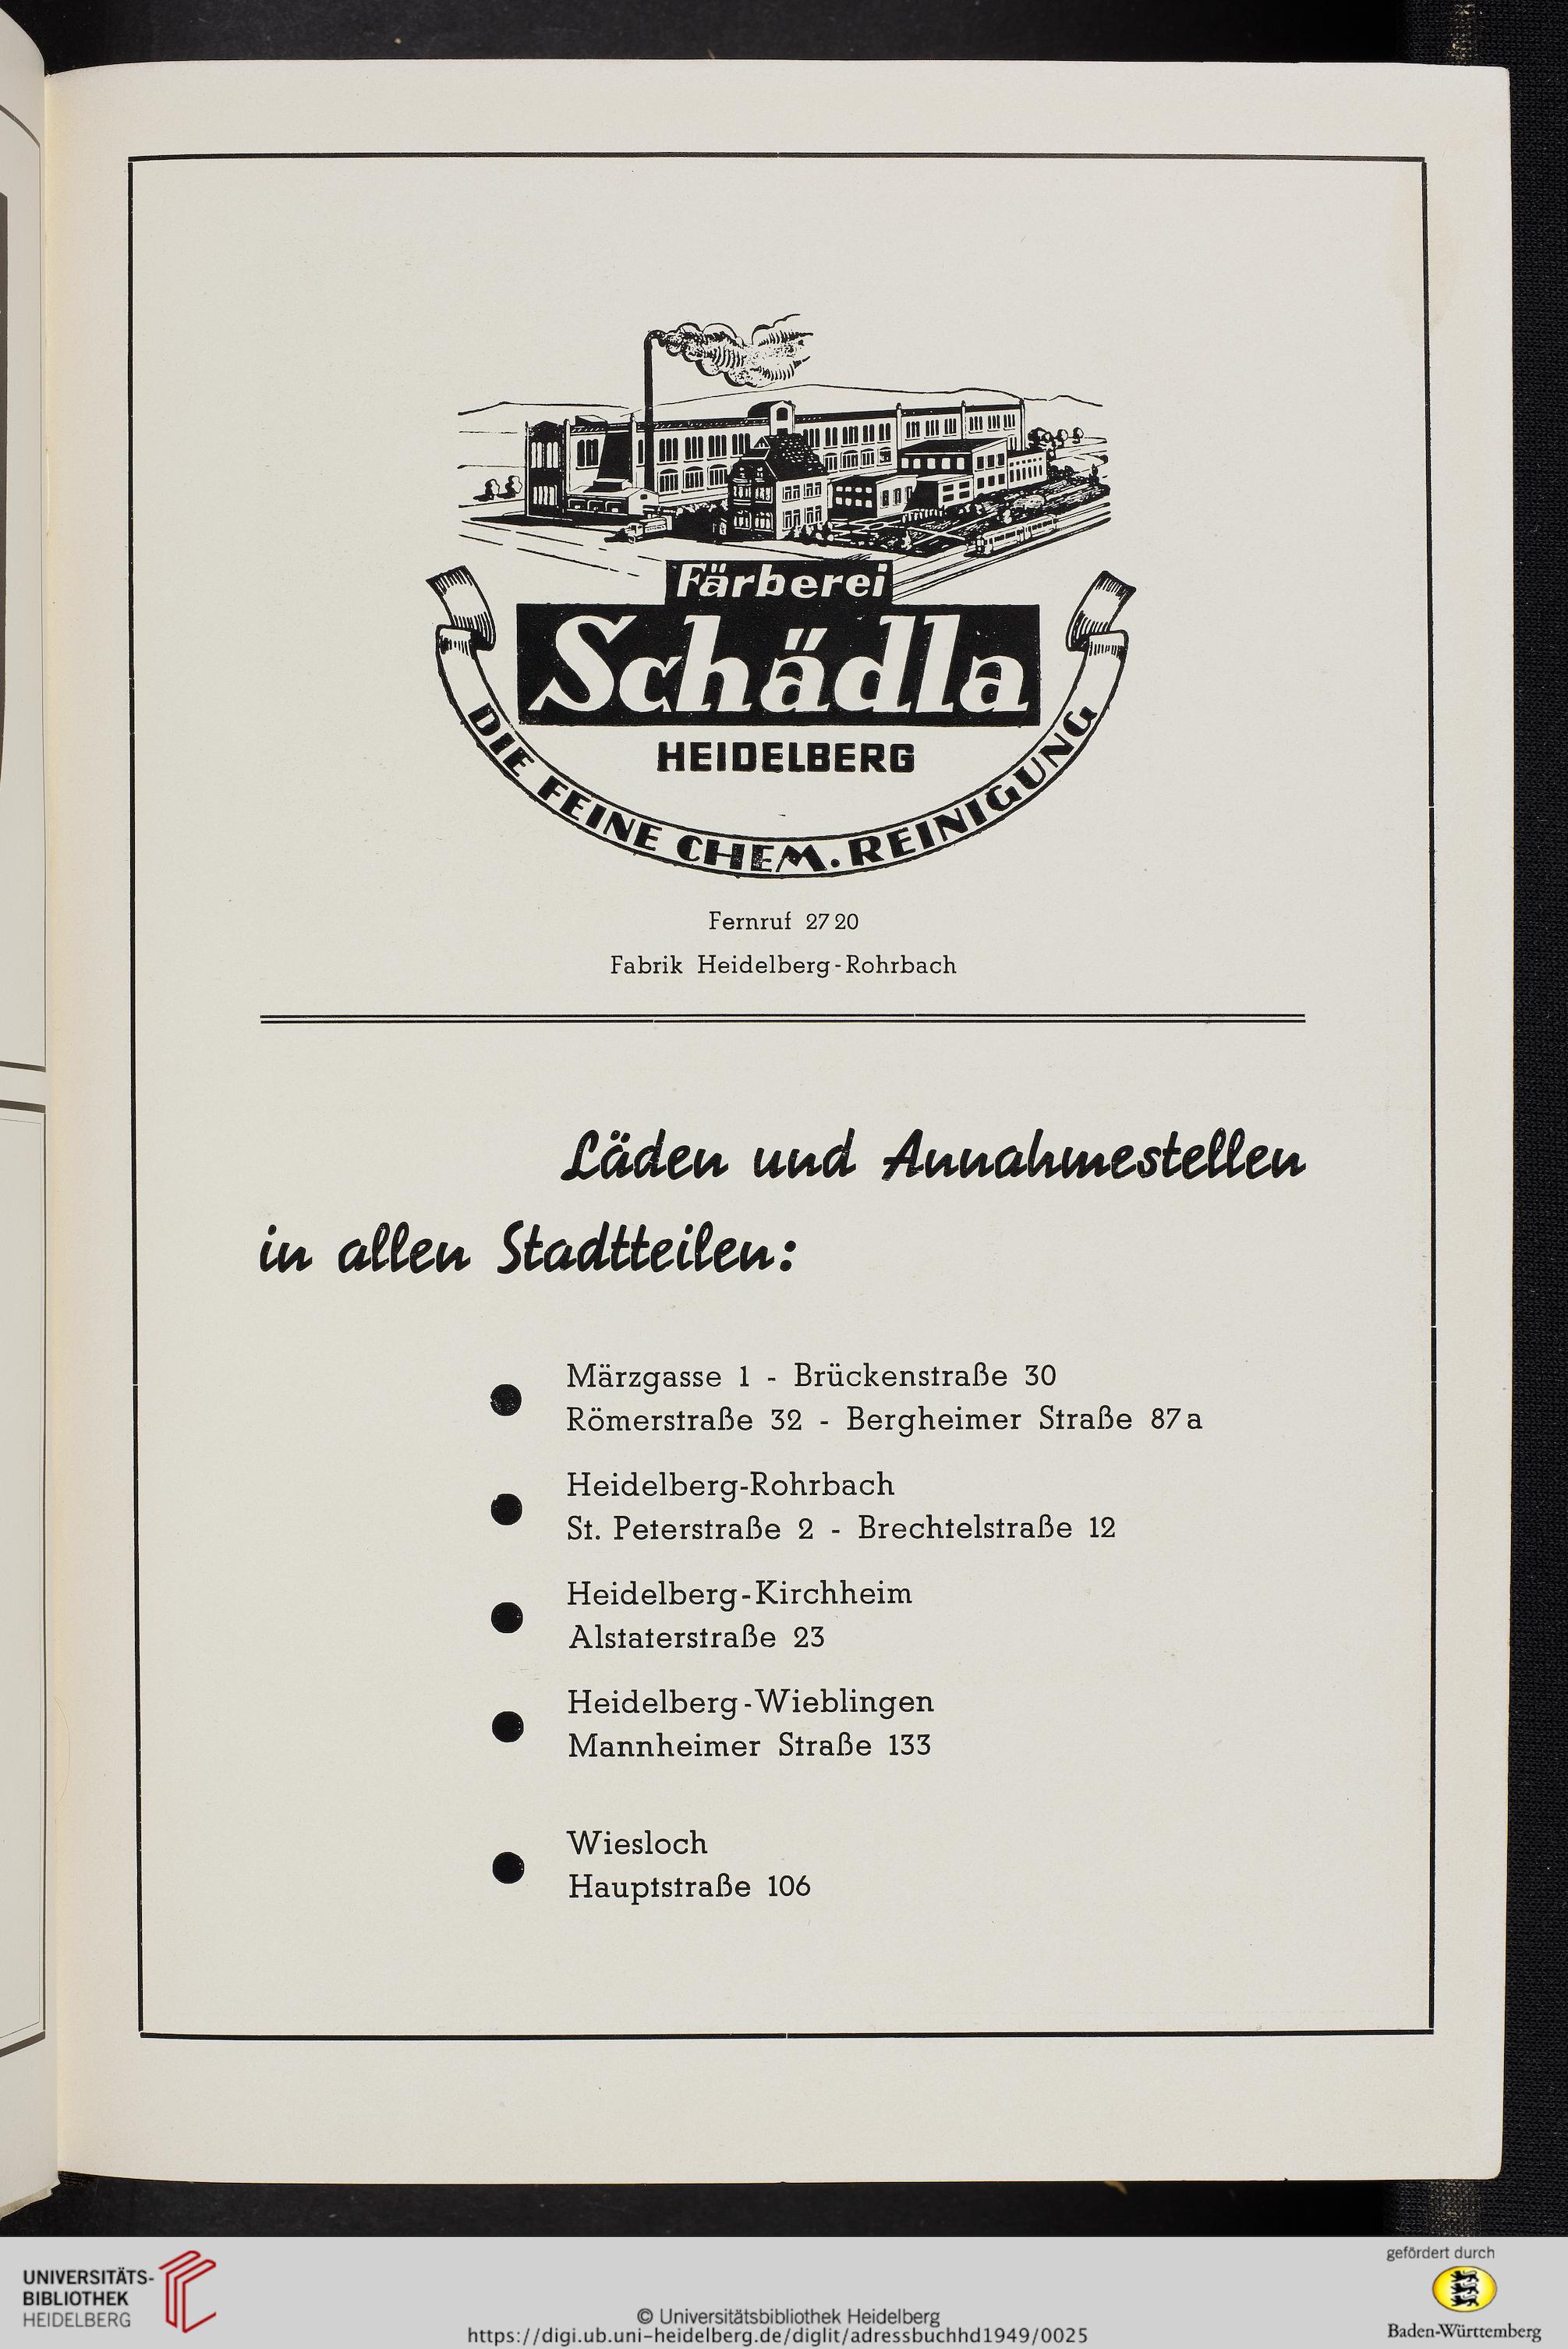 Färberei
Schädla
HEIDELBERG
DIE FEINE CHEM. REINIGUNG
Fernruf 27 20
Fabrik Heidelberg-Rohrbach
Läden und Annahmestellen
in allen Stadtteilen:
Märzgasse 1 - Brückenstraße 30
Römerstraße 32 - Bergheimer Straße 87a
Heidelberg-Rohrbach
St. Peterstraße 2 - Brechtelstraße 12
Heidelberg-Kirchheim
Alstaterstraße 23
Heidelberg-Wieblingen
Mannheimer Straße 133
Wiesloch
Hauptstraße 106
UNIVERSITÄTS-
BIBLIOTHEK
HEIDELBERG
© Universitätsbibliothek Heidelberg
https://digi.ub.uni-heidelberg.de/diglit/adressbuchhd1949/0025
gefördert durch
Baden-Württemberg